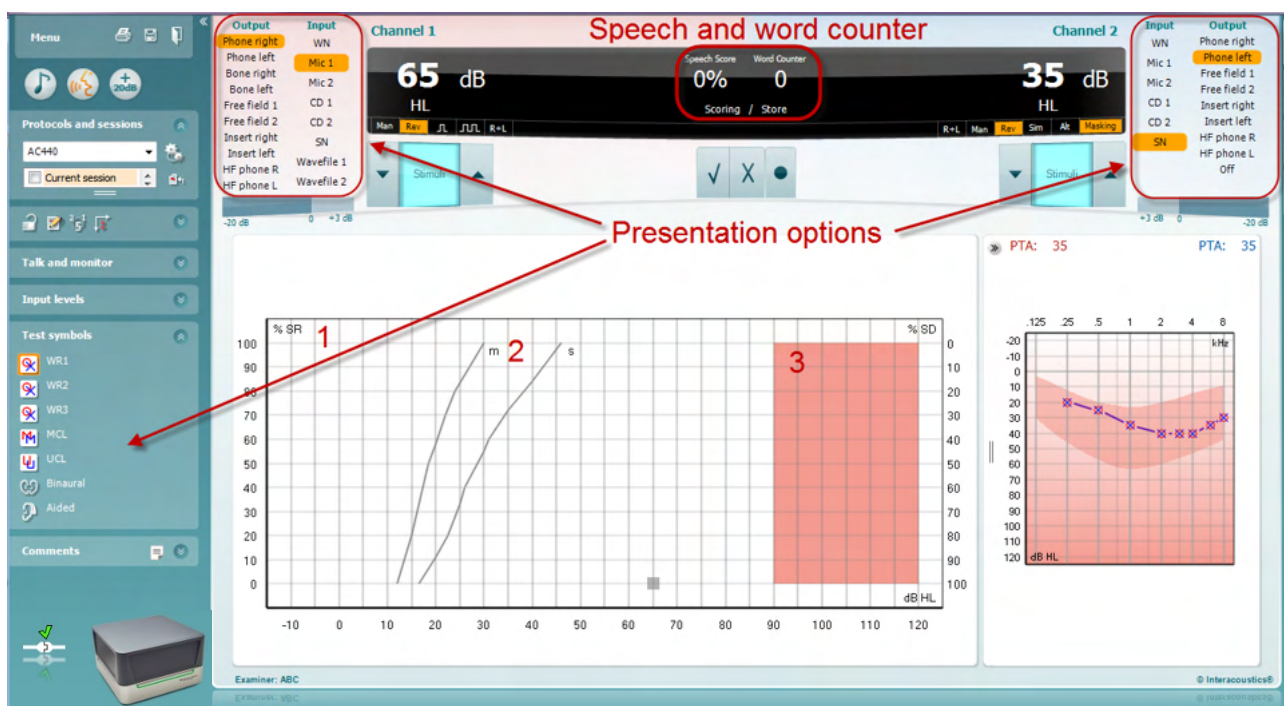 Menu
20dB
Protocols and sessions
AC440
Current session
Talk and monitor
Input levels
Test symbols
WR1
WR2
WR3
MCL
UCL
Binaural
Aided
Comments
Output Input
Phone right WN
Phone left Mic 1
Bone right Mic 2
Bone left
Free field 1 CD 1
Free field 2 CD 2
Insert right SN
Insert left Wavefile 1
HF phone R
HF phone L Wavefile 2
Channel 1
Speech and word counter
Channel 2
65 dB
HL
Speech Score Word Counter
0% 0
Scoring / Store
35 dB
HL
Man Rev R+L
R+L Man Rev Sim Alt Masking
Input Output
WN Phone right
Mic 1 Phone left
Mic 2 Free field 1
Free field 2
CD 1 Insert right
CD 2 Insert left
SN HF phone R
HF phone L
Off
Stimuli
Stimuli
-20 dB 0 +3 dB
+3 dB 0 -20 dB
Presentation options
% SR 1
m 2 s
3
% SD
100 90 80 70 60 50 40 30 20 10 0
0 10 20 30 40 50 60 70 80 90 100
dB HL
-10 0 10 20 30 40 50 60 70 80 90 100 110 120
PTA: 35 PTA: 35
.125 .25 .5 1 2 4 8
kHz
-20
-10
0
10
20
30
40
50
60
70
80
90
100
110
120 dB HL
Examiner: ABC
© Interacoustics®